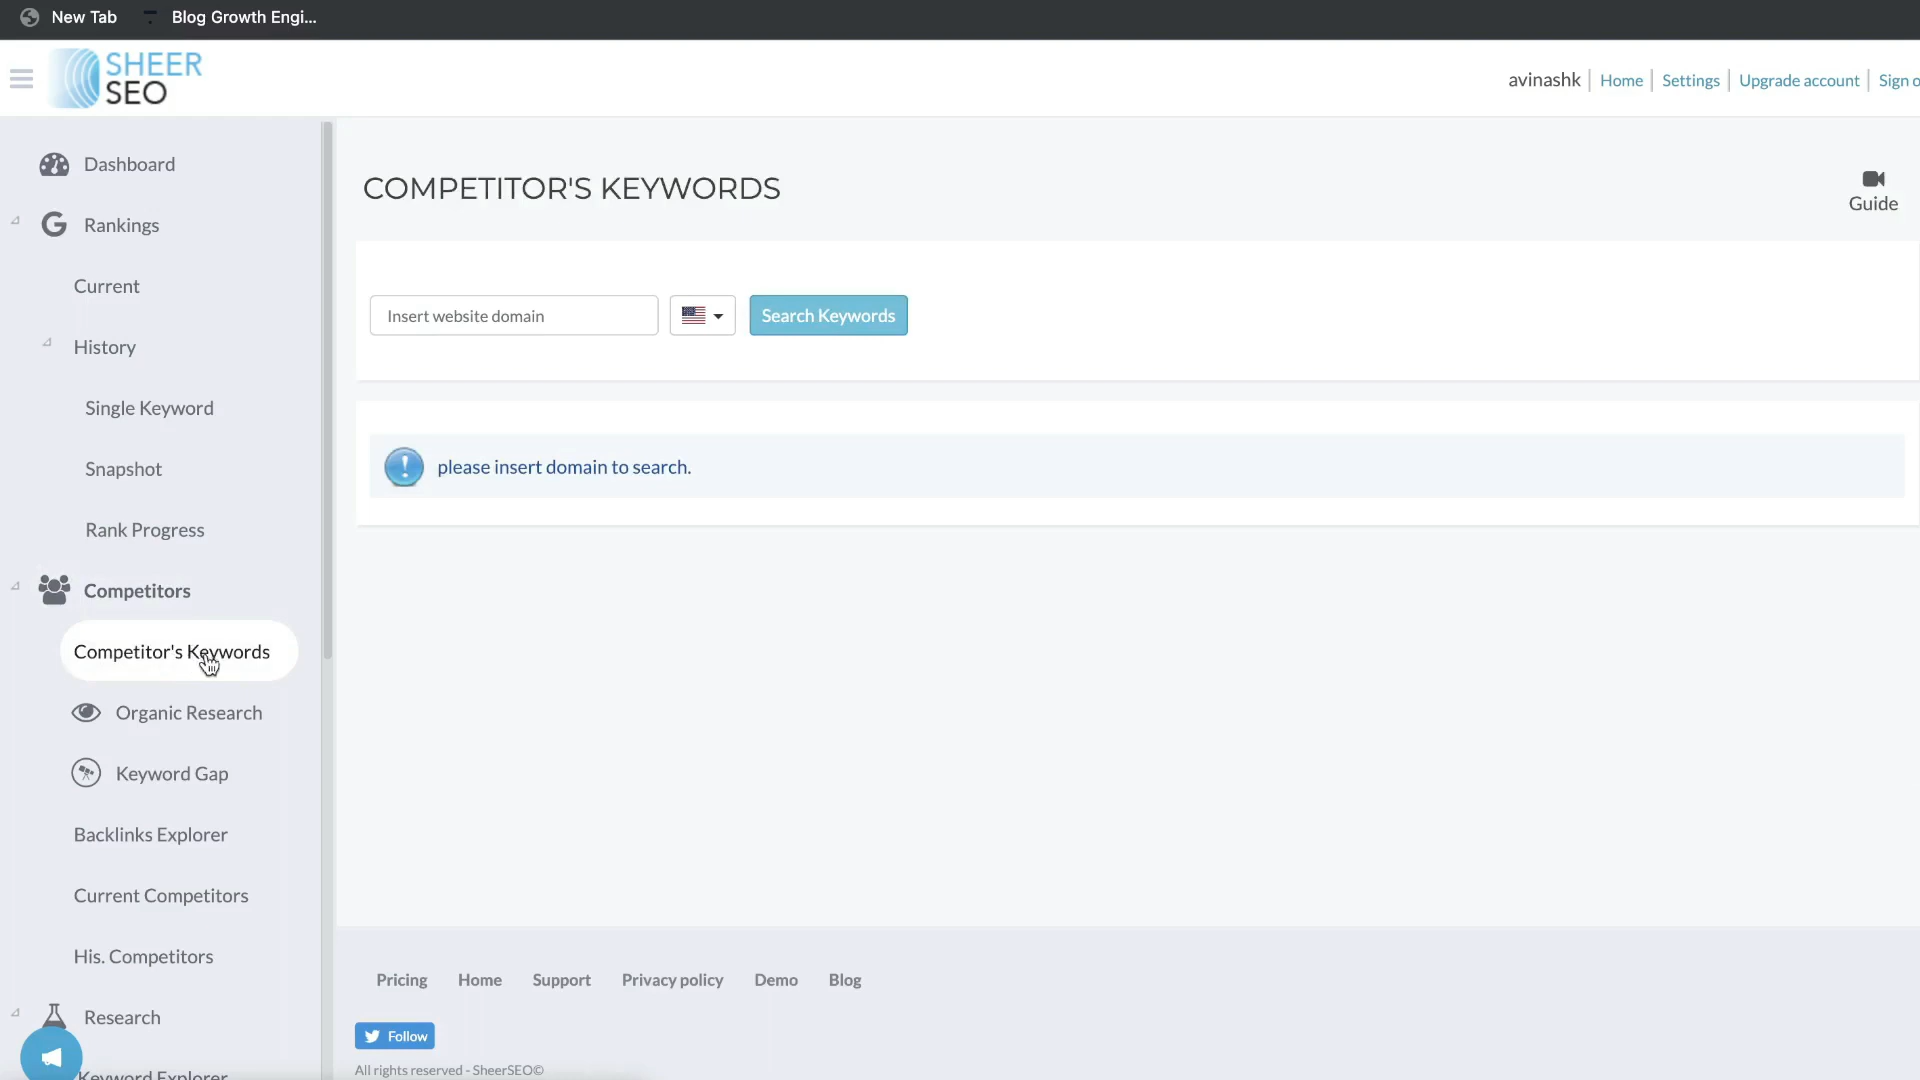 New Tab
Blog Growth Engi...
SHEER
SEO
avinashk
Home
Settings
Upgrade account
Sign o
Dashboard
Rankings
Current
History
Single Keyword
Snapshot
Rank Progress
Competitors
Competitor's Keywords
Organic Research
Keyword Gap
Backlinks Explorer
Current Competitors
His. Competitors
Research
Keyword Explorer
COMPETITOR'S KEYWORDS
Guide
Insert website domain
Search Keywords
please insert domain to search.
Pricing
Home
Support
Privacy policy
Demo
Blog
Follow
All rights reserved - SheerSEO©